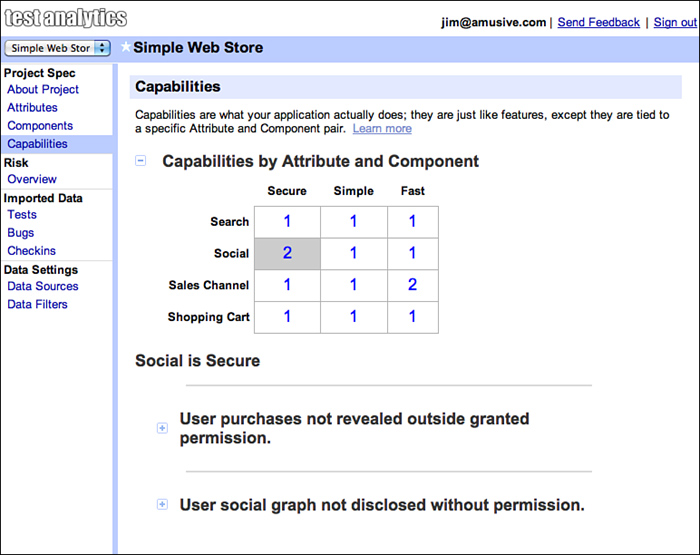 test analytics
jim@amusive.com | Send Feedback | Sign out
Simple Web Stor
Simple Web Store
Project Spec
About Project
Attributes
Components
Capabilities
Risk
Overview
Imported Data
Tests
Bugs
Checkins
Data Settings
Data Sources
Data Filters
Capabilities
Capabilities are what your application actually does; they are just like features, except they are tied to
a specific Attribute and Component pair. Learn more
Capabilities by Attribute and Component
Secure Simple Fast
Search 1 1 1
Social 2 1 1
Sales Channel 1 1 2
Shopping Cart 1 1 1
Social is Secure
User purchases not revealed outside granted
permission.
User social graph not disclosed without permission.